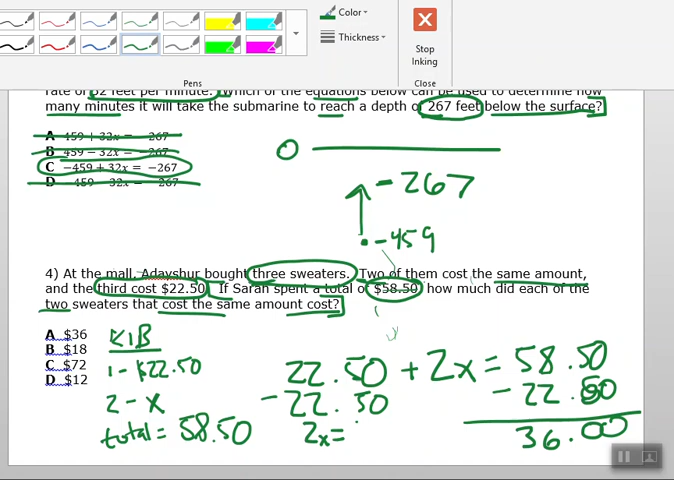 Color
Thickness
Stop
Inking
Pens
Close
rate of 32 feet per minute. Which of the equations below can be used to determine how
many minutes it will take the submarine to reach a depth of 267 feet below the surface?
A 459 + 32x = −267
B 459 − 32x = −267
C −459 + 32x = −267
D −459 − 32x = −267
0
-267
-459
4) At the mall, Adayshur bought three sweaters. Two of them cost the same amount,
and the third cost $22.50. If Sarah spent a total of $58.50 how much did each of the
two sweaters that cost the same amount cost?
A $36
B $18
C $72
D $12
KIB
1 - $22.50
2 - x
total = 58.50
22.50 + 2x = 58.50
- 22.50 - 22.50
2x = 36.00